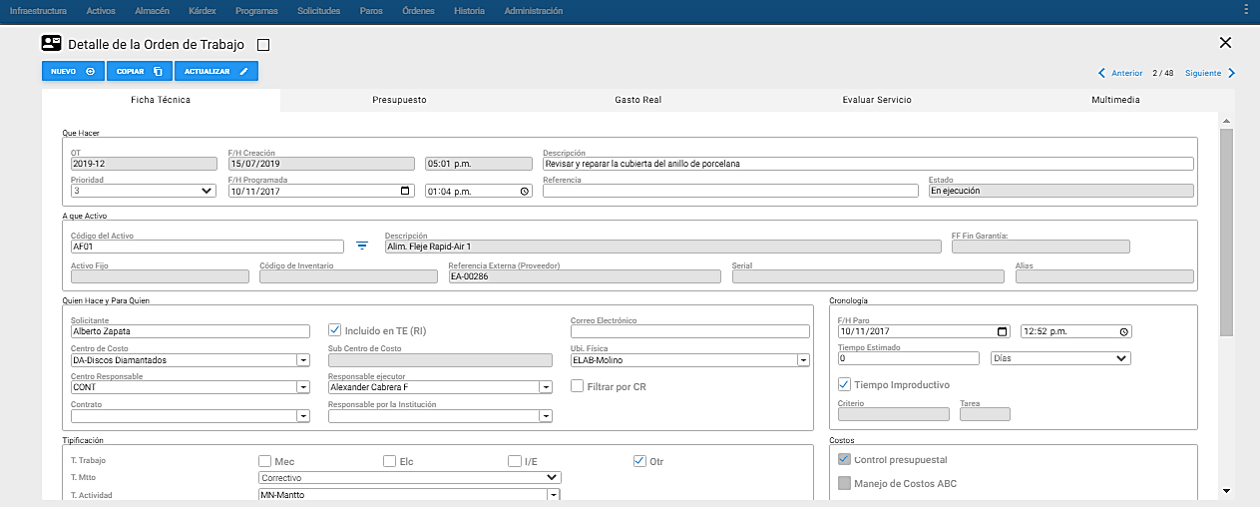 Infraestructura Activos Almacén Kárdex Programas Solicitudes Paros Órdenes Historia Administración
Detalle de la Orden de Trabajo
NUEVO COPIAR ACTUALIZAR
Anterior 2 / 48 Siguiente
Ficha Técnica Presupuesto Gasto Real Evaluar Servicio Multimedia
Que Hacer
OT F/H Creación Descripción
2019-12 15/07/2019 05:01 p.m. Revisar y reparar la cubierta del anillo de porcelana
Prioridad F/H Programada Referencia Estado
3 10/11/2017 01:04 p.m. En ejecución
A que Activo
Código del Activo Descripción FF Fin Garantía:
AF01 Alim. Fleje Rapid-Air 1
Activo Fijo Código de Inventario Referencia Externa (Proveedor) Serial Alias
EA-00286
Quien Hace y Para Quien
Solicitante Correo Electrónico
Alberto Zapata Incluido en TE (RI)
Centro de Costo Sub Centro de Costo Ubi. Física
DA-Discos Diamantados ELAB-Molino
Centro Responsable Responsable ejecutor
CONT Alexander Cabrera F Filtrar por CR
Contrato Responsable por la Institución
Cronología
F/H Paro
10/11/2017 12:52 p.m.
Tiempo Estimado
0 Días
Tiempo Improductivo
Criterio Tarea
Tipificación
T. Trabajo Mec Elc I/E Otr
T. Mtto Correctivo
T. Actividad MN-Mantto
Costos
Control presupuestal
Manejo de Costos ABC